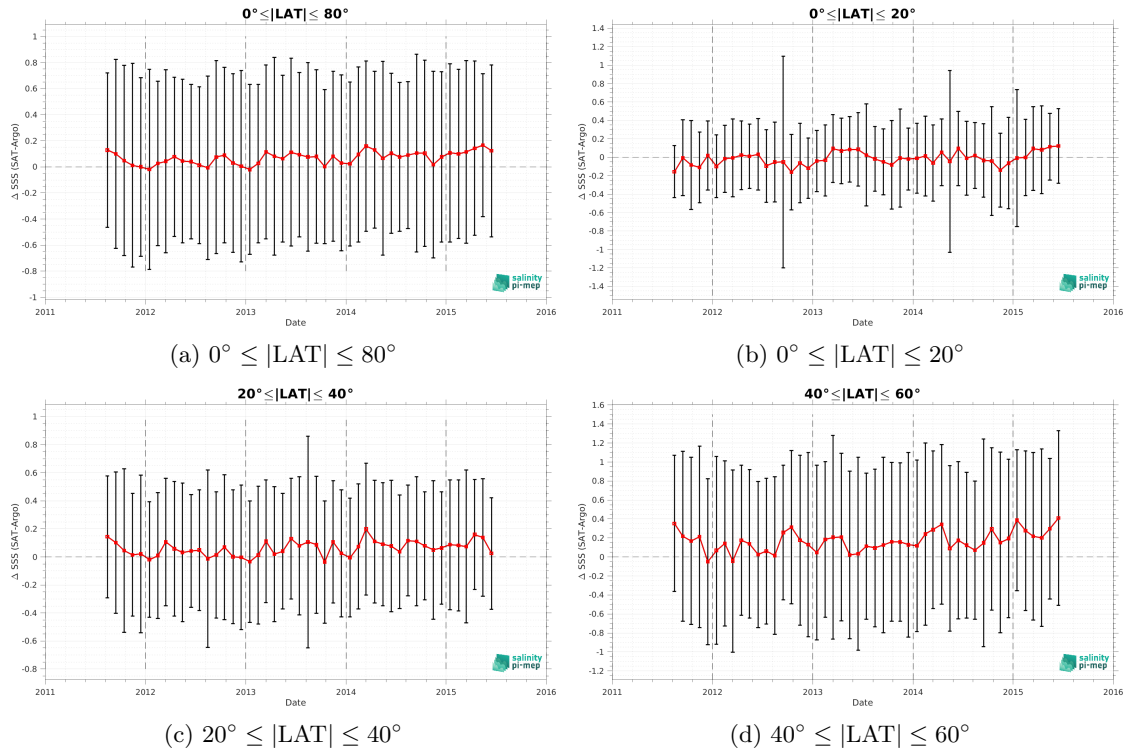 0°≤|LAT|≤ 80°
Δ SSS (SAT-Argo)
1
0.8
0.6
0.4
0.2
0
-0.2
-0.4
-0.6
-0.8
-1
2011 2012 2013 2014 2015 2016
Date
salinity
pi-mep
(a) 0° ≤ |LAT| ≤ 80°
0°≤|LAT|≤ 20°
Δ SSS (SAT-Argo)
1.4
1.2
1
0.8
0.6
0.4
0.2
0
-0.2
-0.4
-0.6
-0.8
-1
-1.2
-1.4
2011 2012 2013 2014 2015 2016
Date
salinity
pi-mep
(b) 0° ≤ |LAT| ≤ 20°
20°≤|LAT|≤ 40°
Δ SSS (SAT-Argo)
1
0.8
0.6
0.4
0.2
0
-0.2
-0.4
-0.6
-0.8
2011 2012 2013 2014 2015 2016
Date
salinity
pi-mep
(c) 20° ≤ |LAT| ≤ 40°
40°≤|LAT|≤ 60°
Δ SSS (SAT-Argo)
1.6
1.4
1.2
1
0.8
0.6
0.4
0.2
0
-0.2
-0.4
-0.6
-0.8
-1
-1.2
2011 2012 2013 2014 2015 2016
Date
salinity
pi-mep
(d) 40° ≤ |LAT| ≤ 60°